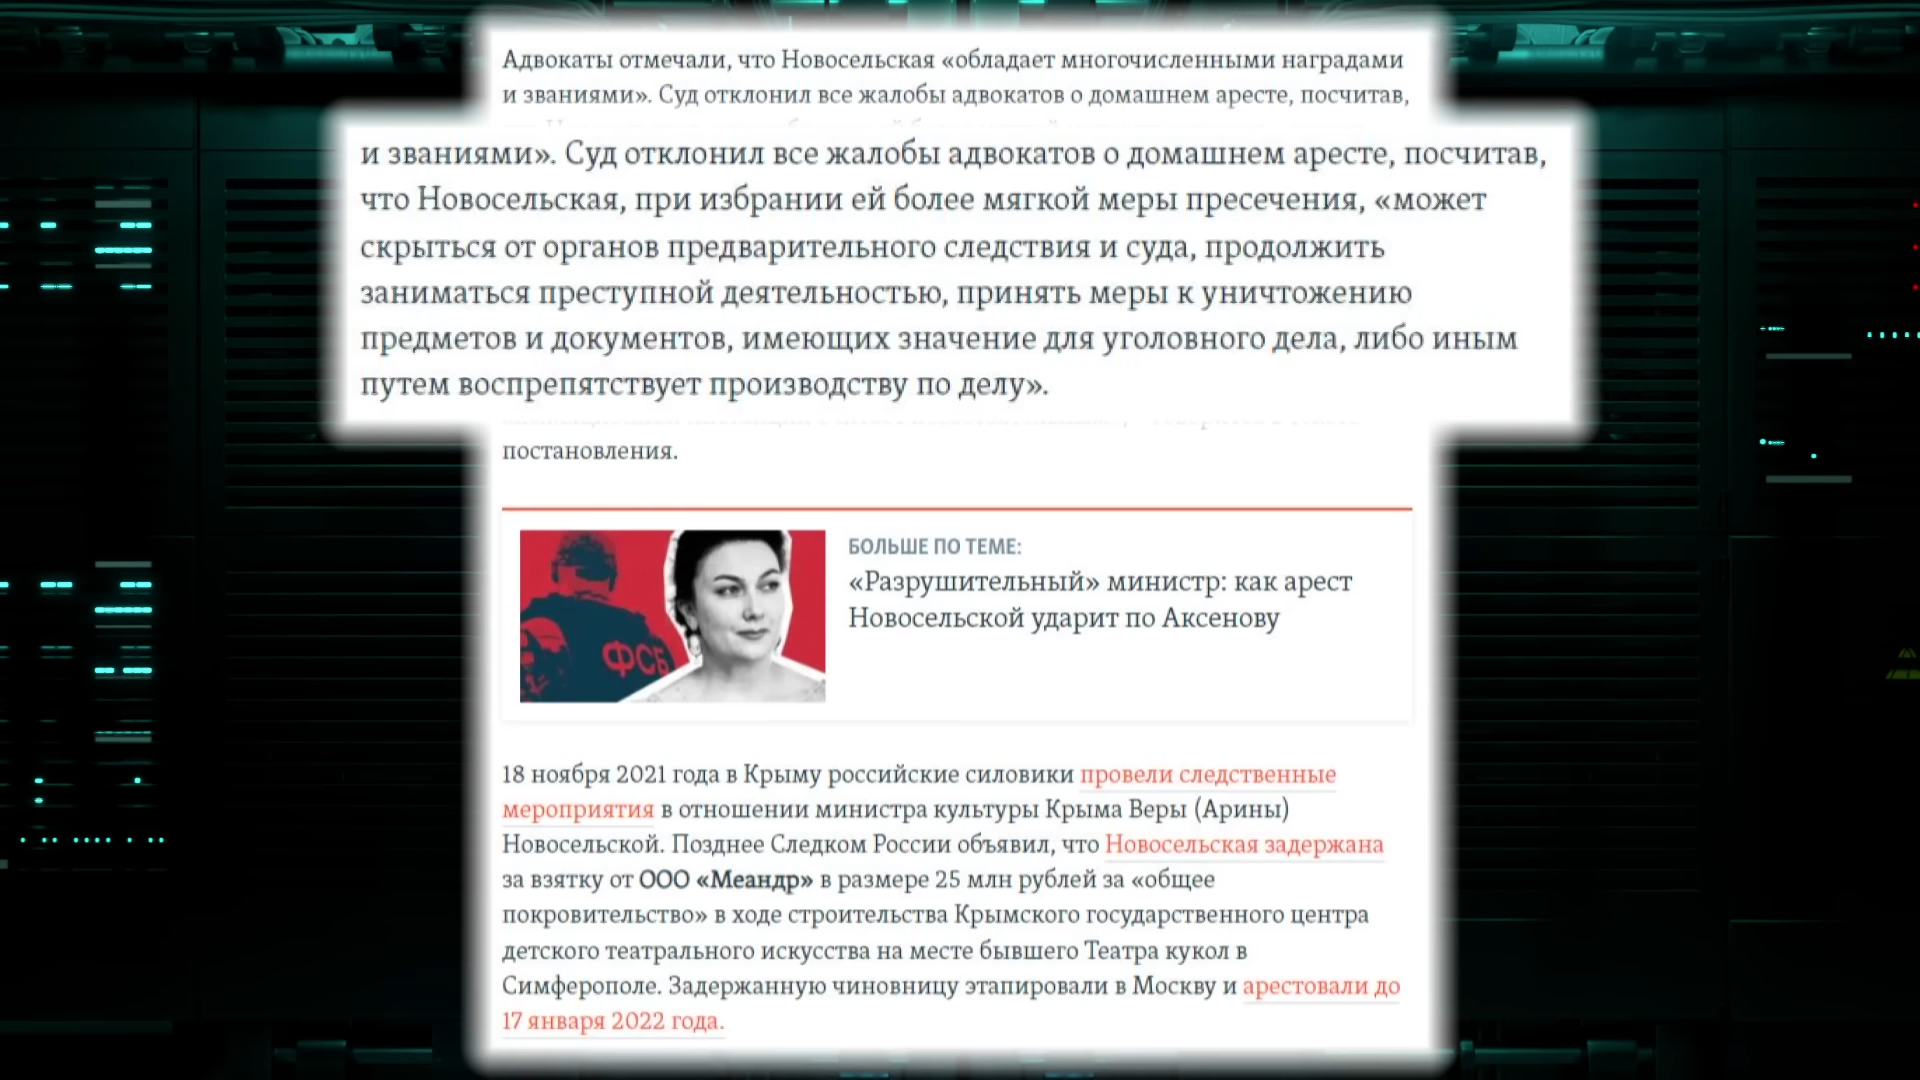 Адвокаты отмечали, что Новосельская «обладает многочисленными наградами
и званиями». Суд отклонил все жалобы адвокатов о домашнем аресте, посчитав,
и званиями». Суд отклонил все жалобы адвокатов о домашнем аресте, посчитав,
что Новосельская, при избрании ей более мягкой меры пресечения, «может
скрыться от органов предварительного следствия и суда, продолжить
заниматься преступной деятельностью, принять меры к уничтожению
предметов и документов, имеющих значение для уголовного дела, либо иным
путем воспрепятствует производству по делу».
постановления.
БОЛЬШЕ ПО ТЕМЕ:
«Разрушительный» министр: как арест
Новосельской ударит по Аксенову
ФСБ
18 ноября 2021 года в Крыму российские силовики провели следственные
мероприятия в отношении министра культуры Крыма Веры (Арины)
Новосельской. Позднее Следком России объявил, что Новосельская задержана
за взятку от ООО «Меандр» в размере 25 млн рублей за «общее
покровительство» в ходе строительства Крымского государственного центра
детского театрального искусства на месте бывшего Театра кукол в
Симферополе. Задержанную чиновницу этапировали в Москву и арестовали до
17 января 2022 года.